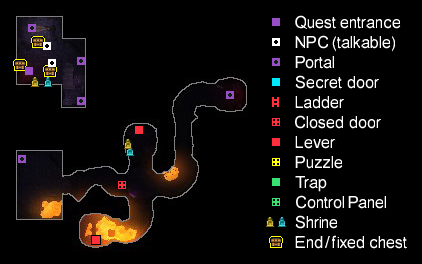 Quest entrance
NPC (talkable)
Portal
Secret door
Ladder
Closed door
Lever
Puzzle
Trap
Control Panel
Shrine
End/fixed chest